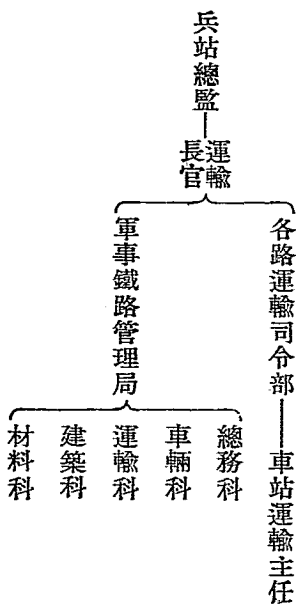 兵站總監
運輸
長官
各路運輸司令部
車站運輸主任
軍事鐵路管理局
總務科
車輛科
運輸科
建築科
材料科